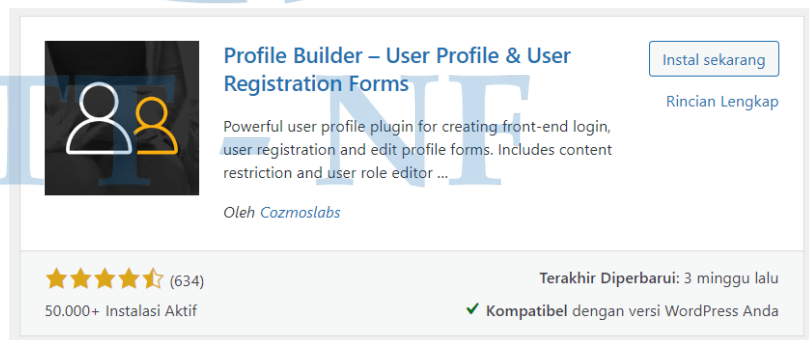 Profile Builder – User Profile & User
Registration Forms
Instal sekarang
Rincian Lengkap
Powerful user profile plugin for creating front-end login,
user registration and edit profile forms. Includes content
restriction and user role editor ...
Oleh Cozmoslabs
(634)
50.000+ Instalasi Aktif
Terakhir Diperbarui: 3 minggu lalu
✔ Kompatibel dengan versi WordPress Anda
IT - NF